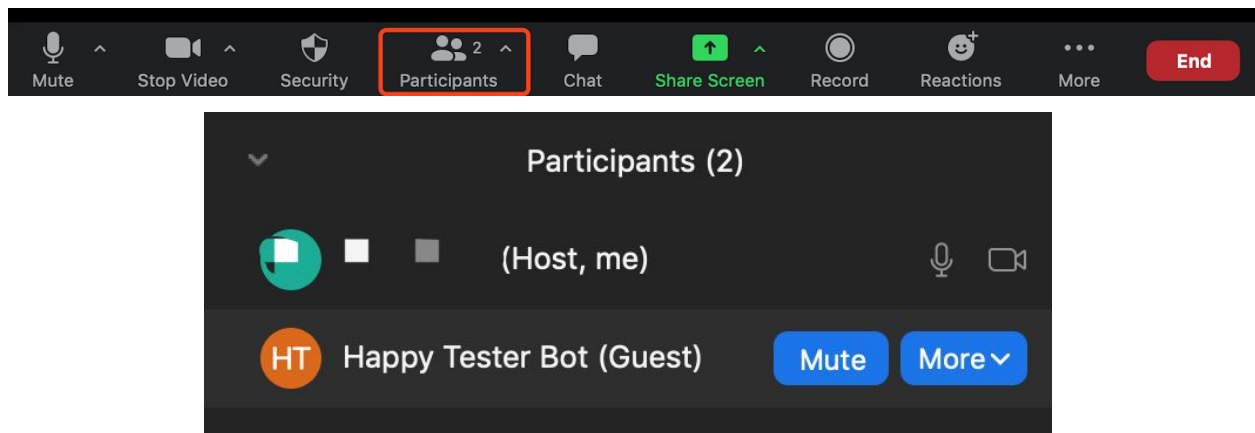 2
Mute Stop Video Security Participants Chat Share Screen Record Reactions More End
Participants (2)
(Host, me)
HT Happy Tester Bot (Guest) Mute More